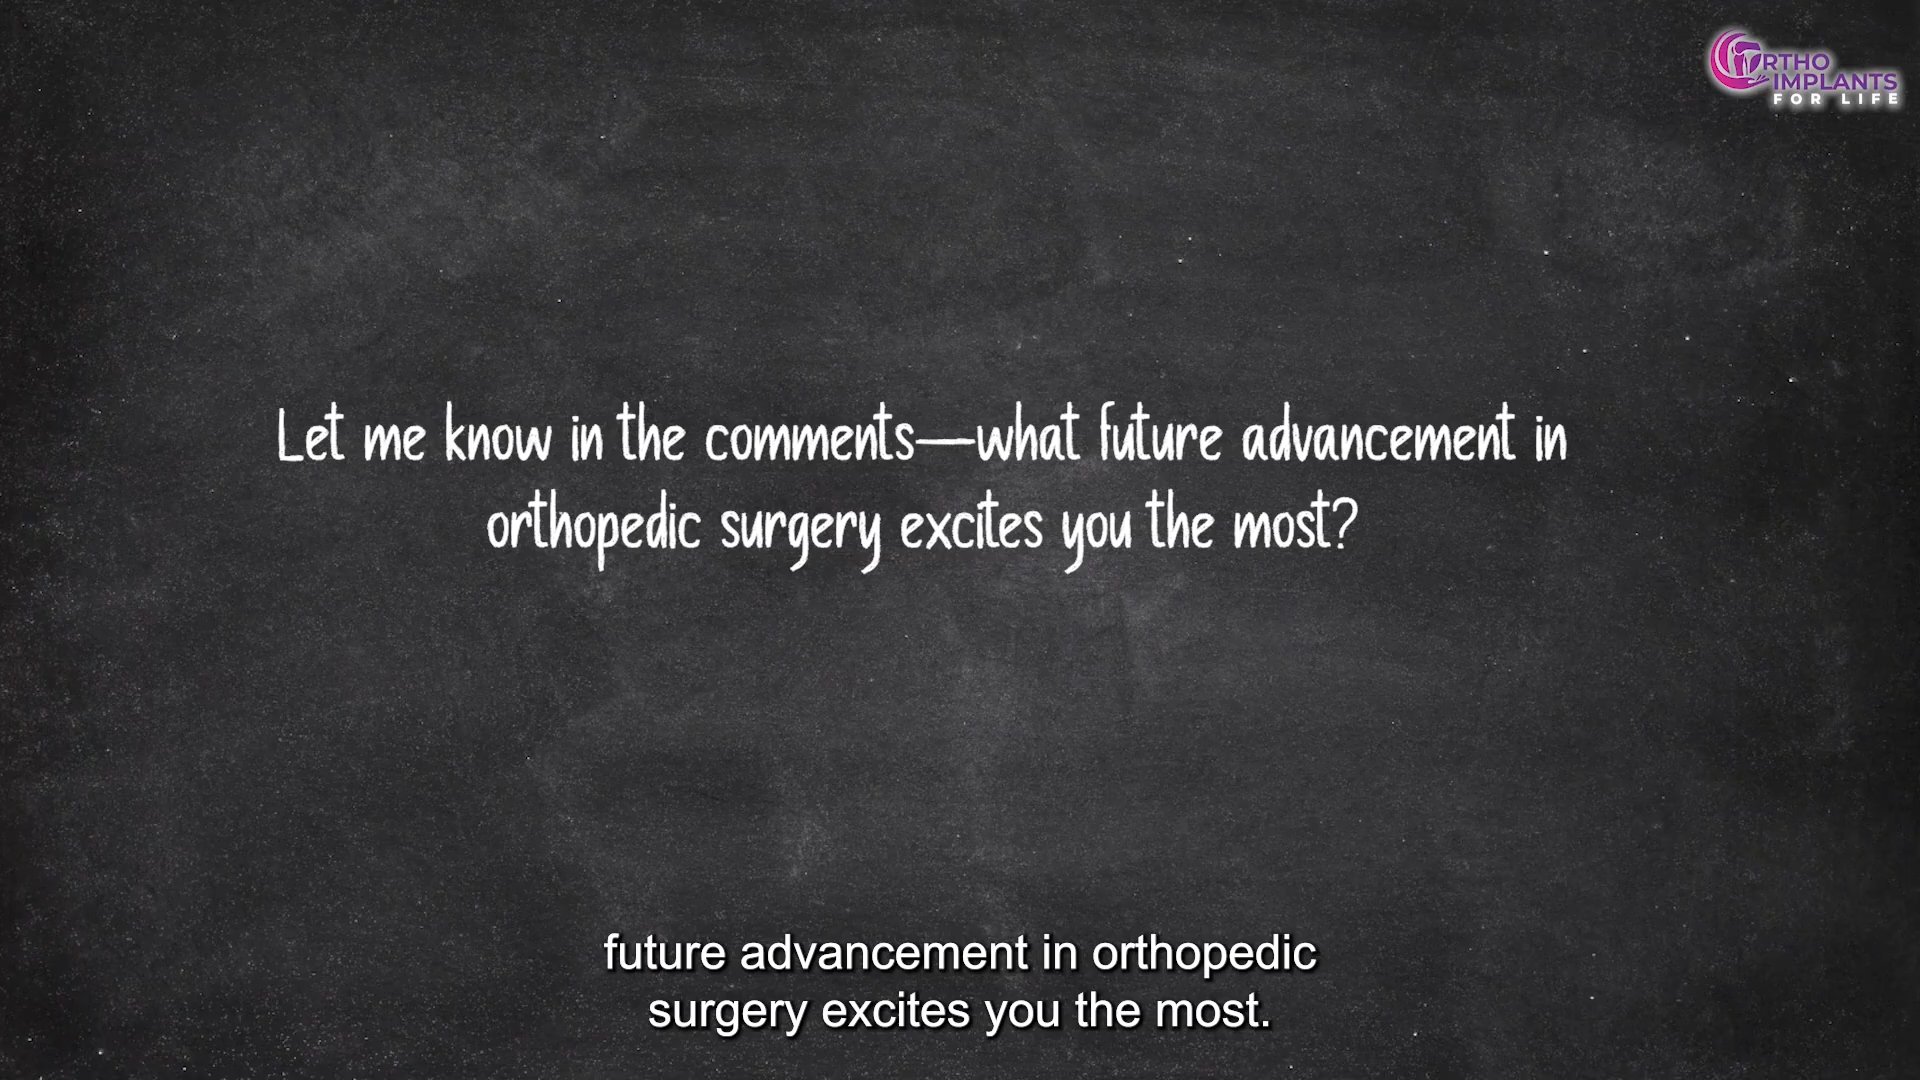 ORTHO
IMPLANTS
FOR LIFE
Let me know in the comments—what future advancement in
orthopedic surgery excites you the most?
future advancement in orthopedic
surgery excites you the most.